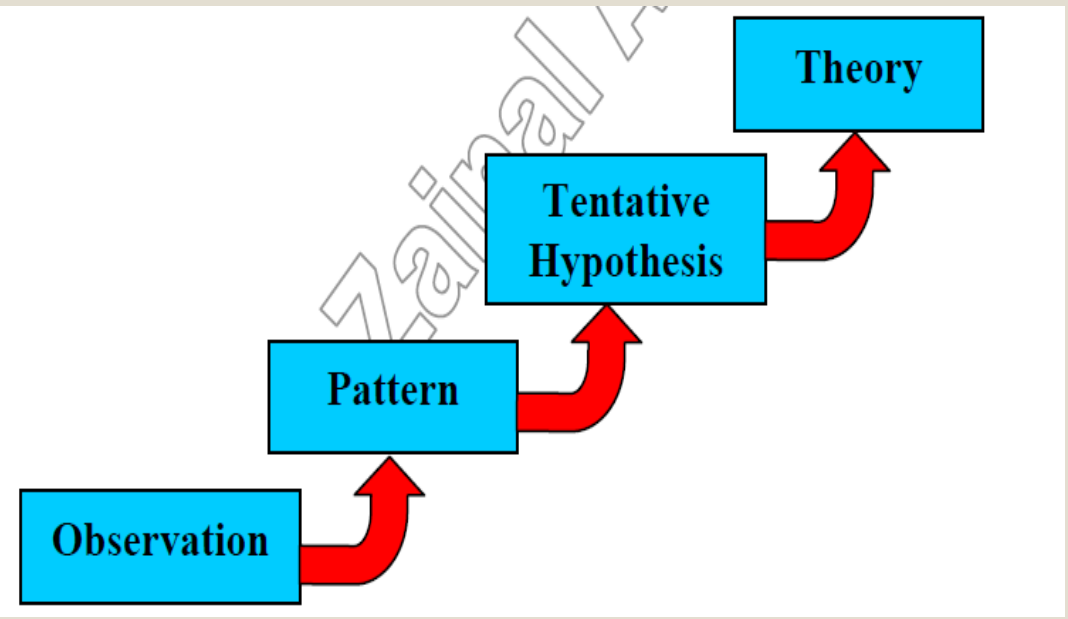 Theory
Tentative
Hypothesis
Pattern
Observation
Zainal